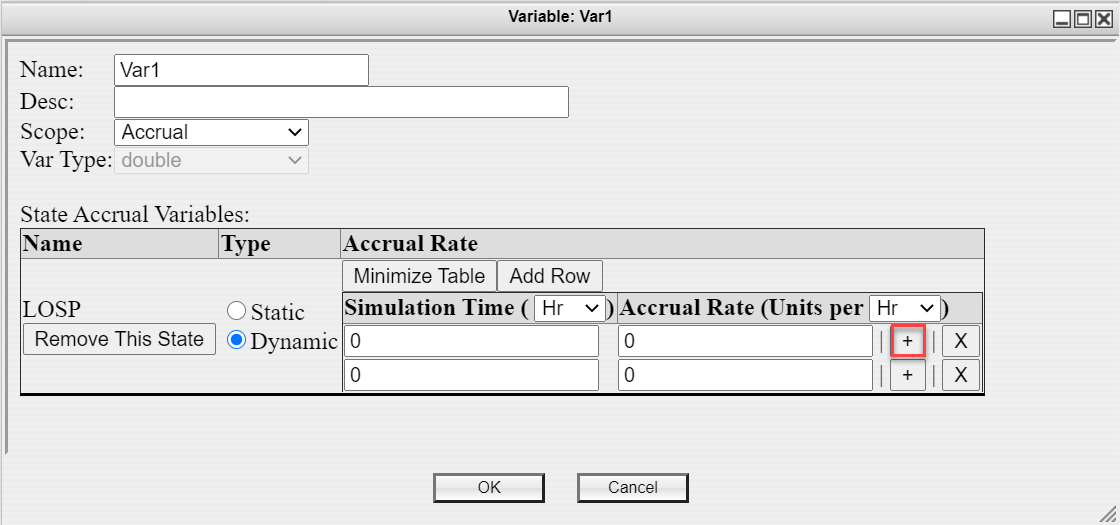 Variable: Var1
Name: Var1
Desc:
Scope: Accrual
Var Type: double
State Accrual Variables:
Name Type Accrual Rate
Minimize Table Add Row
LOSP Static Simulation Time ( Hr ) Accrual Rate (Units per Hr )
Remove This State Dynamic 0 0 | + | X
0 0 | + | X
OK Cancel